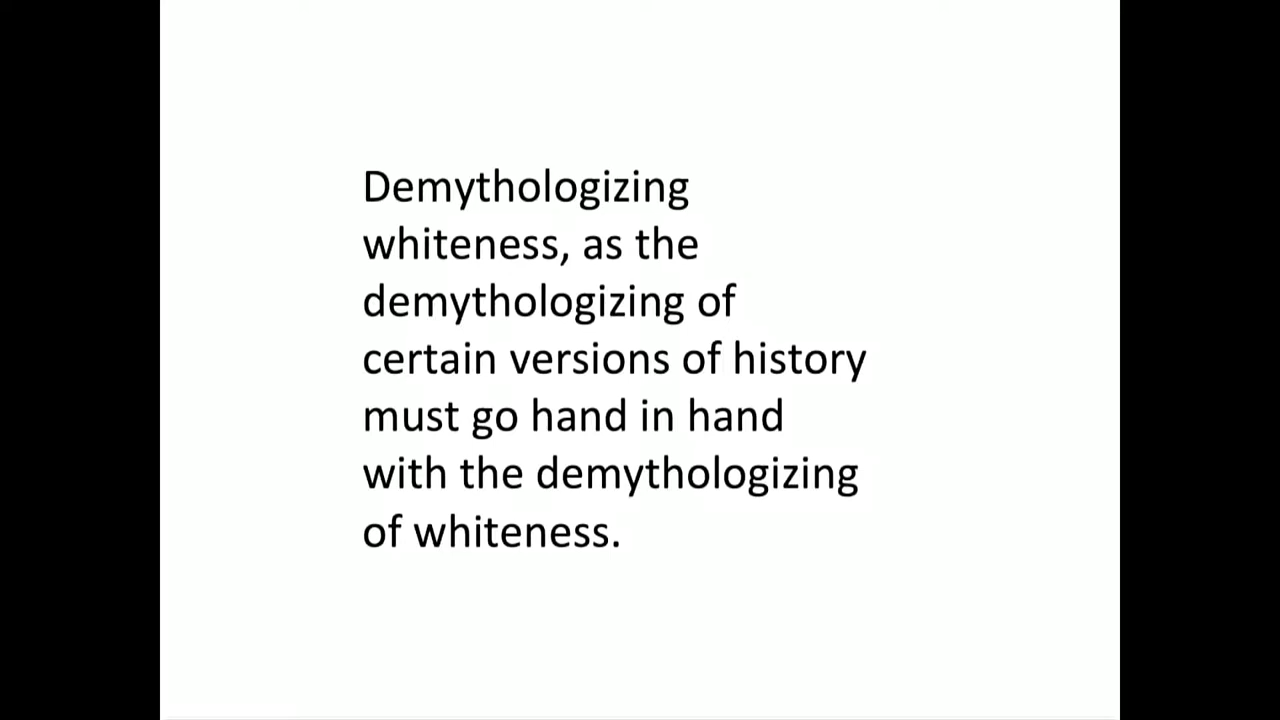 Demythologizing
whiteness, as the
demythologizing of
certain versions of history
must go hand in hand
with the demythologizing
of whiteness.